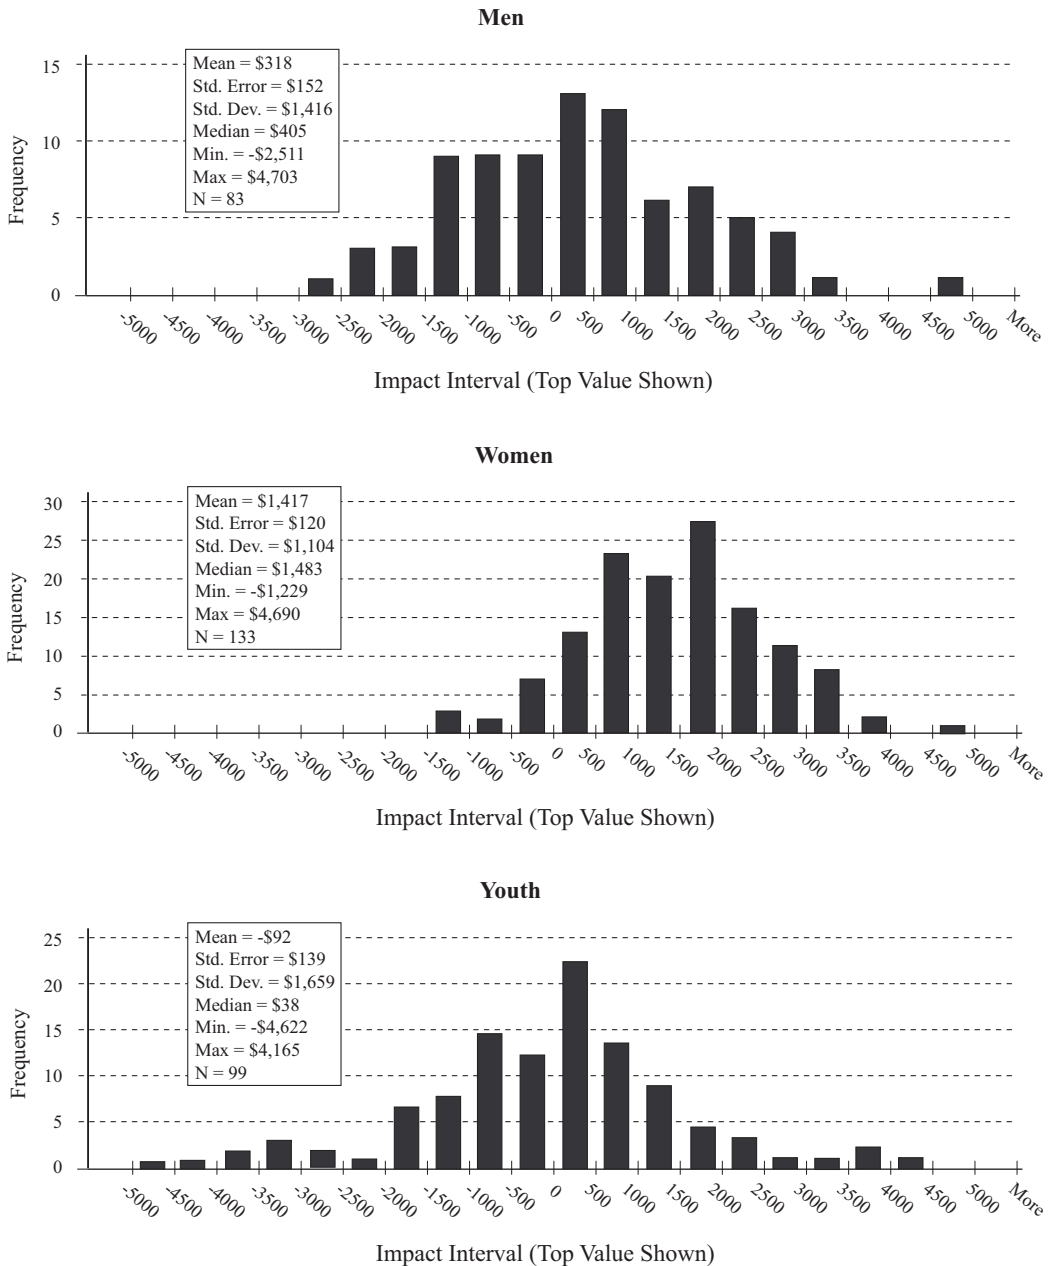 Men
15
10
5
0
Frequency
Mean = $318
Std. Error = $152
Std. Dev. = $1,416
Median = $405
Min. = -$2,511
Max = $4,703
N = 83
-5000 -4500 -4000 -3500 -3000 -2500 -2000 -1500 -1000 -500 0 500 1000 1500 2000 2500 3000 3500 4000 4500 5000 More
Impact Interval (Top Value Shown)
Women
30
25
20
15
10
5
0
Frequency
Mean = $1,417
Std. Error = $120
Std. Dev. = $1,104
Median = $1,483
Min. = -$1,229
Max = $4,690
N = 133
-5000 -4500 -4000 -3500 -3000 -2500 -2000 -1500 -1000 -500 0 500 1000 1500 2000 2500 3000 3500 4000 4500 5000 More
Impact Interval (Top Value Shown)
Youth
25
20
15
10
5
0
Frequency
Mean = -$92
Std. Error = $139
Std. Dev. = $1,659
Median = $38
Min. = -$4,622
Max = $4,165
N = 99
-5000 -4500 -4000 -3500 -3000 -2500 -2000 -1500 -1000 -500 0 500 1000 1500 2000 2500 3000 3500 4000 4500 5000 More
Impact Interval (Top Value Shown)